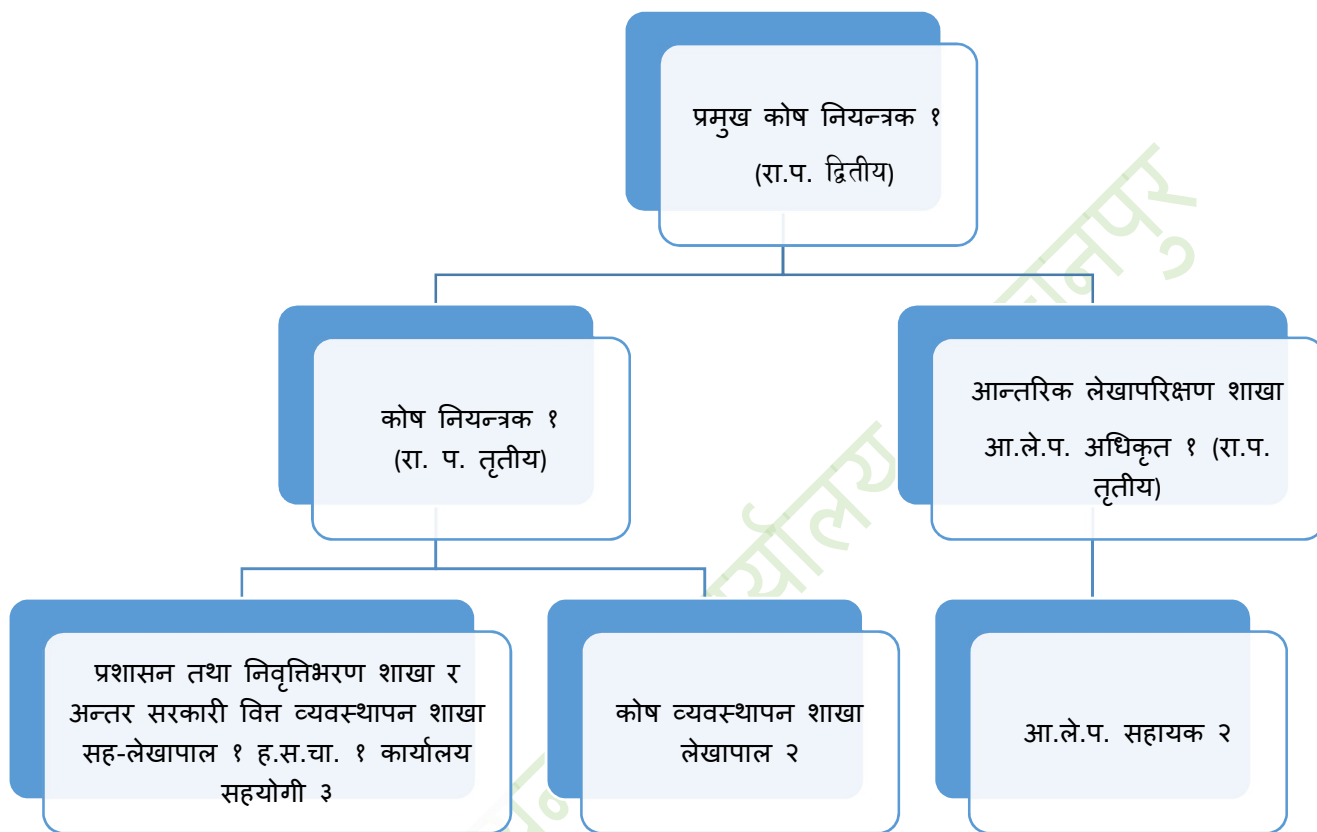 प्रमुख कोष नियन्त्रक १
(रा.प. द्वितीय)
कोष नियन्त्रक १
(रा. प. तृतीय)
आन्तरिक लेखापरिक्षण शाखा
आ.ले.प. अधिकृत १ (रा.प.
तृतीय)
प्रशासन तथा निवृत्तिभरण शाखा र
अन्तर सरकारी वित्त व्यवस्थापन शाखा
सह-लेखापाल १ ह.स.चा. १ कार्यालय
सहयोगी ३
कोष व्यवस्थापन शाखा
लेखापाल २
आ.ले.प. सहायक २